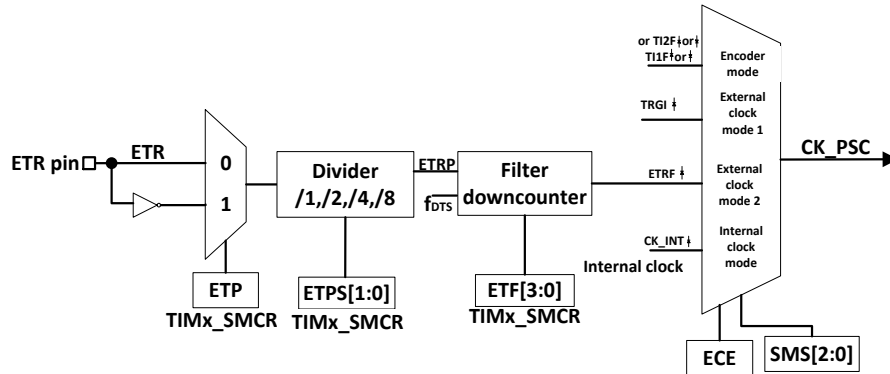 or TI2F or
TI1F or
Encoder
mode
TRGI
External
clock
mode 1
CK_PSC
ETR pin
ETR
0
1
Divider
/1,/2,/4,/8
ETRP
fDTS
Filter
downcounter
ETRF
External
clock
mode 2
CK_INT
Internal clock
Internal
clock
mode
ETP
TIMx_SMCR
ETPS[1:0]
TIMx_SMCR
ETF[3:0]
TIMx_SMCR
ECE
SMS[2:0]